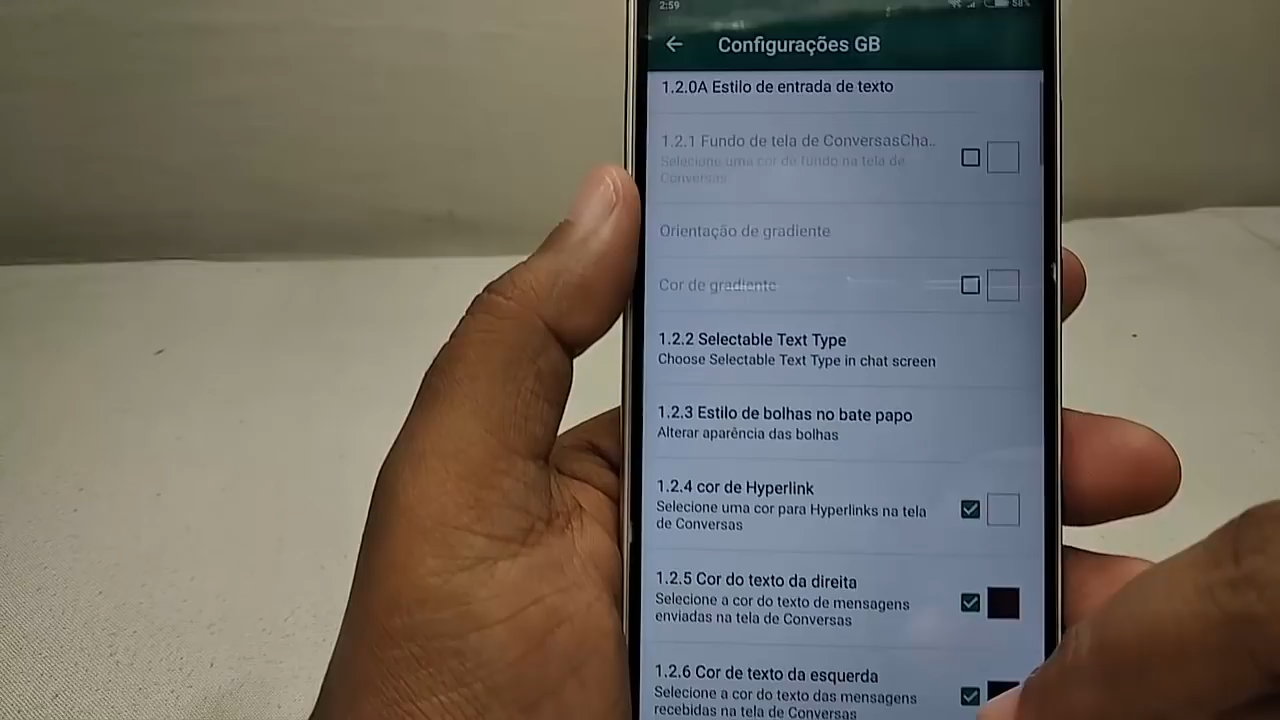 2:59
58%
Configurações GB
1.2.0A Estilo de entrada de texto
1.2.1 Fundo de tela de ConversasCha..
Selecione uma cor de fundo na tela de
Conversas
Orientação de gradiente
Cor de gradiente
1.2.2 Selectable Text Type
Choose Selectable Text Type in chat screen
1.2.3 Estilo de bolhas no bate papo
Alterar aparência das bolhas
1.2.4 cor de Hyperlink
Selecione uma cor para Hyperlinks na tela
de Conversas
1.2.5 Cor do texto da direita
Selecione a cor do texto de mensagens
enviadas na tela de Conversas
1.2.6 Cor de texto da esquerda
Selecione a cor do texto das mensagens
recebidas na tela de Conversas